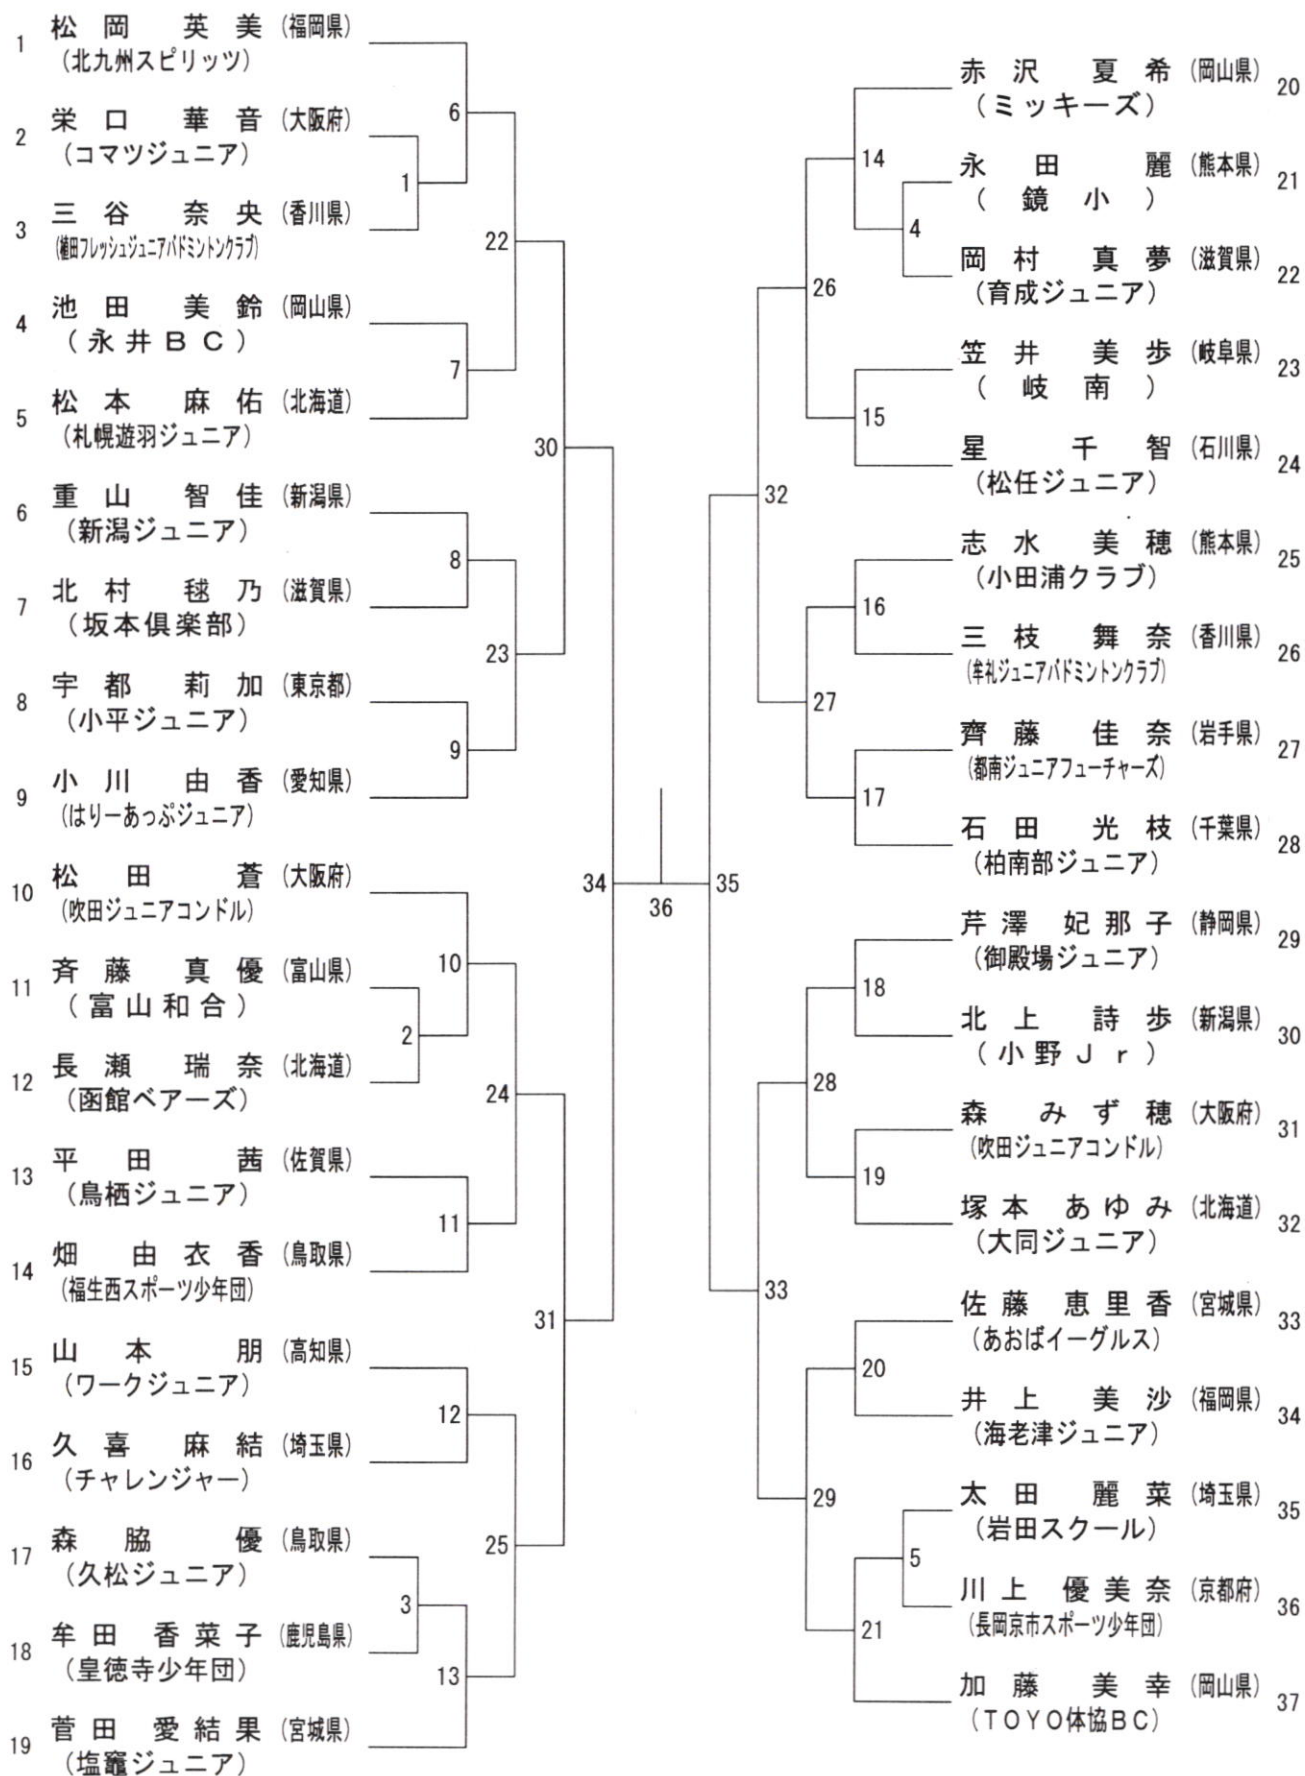 1 松岡 英美 (福岡県)
(北九州スピリッツ)
2 栄口 華音 (大阪府)
(コマツジュニア)
3 三谷 奈央 (香川県)
(植田フレッシュジュニアバドミントンクラブ)
4 池田 美鈴 (岡山県)
(永井BC)
5 松本 麻佑 (北海道)
(札幌遊羽ジュニア)
6 重山 智佳 (新潟県)
(新潟ジュニア)
7 北村 毬乃 (滋賀県)
(坂本倶楽部)
8 宇都 莉加 (東京都)
(小平ジュニア)
9 小川 由香 (愛知県)
(はりーあっぷジュニア)
10 松田 蒼 (大阪府)
(吹田ジュニアコンドル)
11 斉藤 真優 (富山県)
(富山和合)
12 長瀬 瑞奈 (北海道)
(函館ベアーズ)
13 平田 茜 (佐賀県)
(鳥栖ジュニア)
14 畑 由衣香 (鳥取県)
(福生西スポーツ少年団)
15 山本 朋 (高知県)
(ワークジュニア)
16 久喜 麻結 (埼玉県)
(チャレンジャー)
17 森脇 優 (鳥取県)
(久松ジュニア)
18 牟田 香菜子 (鹿児島県)
(皇徳寺少年団)
19 菅田 愛結果 (宮城県)
(塩竈ジュニア)
1
2
3
6
7
8
9
10
11
12
13
22
23
24
25
30
31
34
36
35
32
33
26
27
28
29
14
15
16
17
18
19
20
21
4
5
赤沢 夏希 (岡山県) 20
(ミッキーズ)
永田 麗 (熊本県) 21
(鏡小)
岡村 真夢 (滋賀県) 22
(育成ジュニア)
笠井 美歩 (岐阜県) 23
(岐南)
星 千智 (石川県) 24
(松任ジュニア)
志水 美穂 (熊本県) 25
(小田浦クラブ)
三枝 舞奈 (香川県) 26
(牟礼ジュニアバドミントンクラブ)
齊藤 佳奈 (岩手県) 27
(都南ジュニアフューチャーズ)
石田 光枝 (千葉県) 28
(柏南部ジュニア)
芹澤 妃那子 (静岡県) 29
(御殿場ジュニア)
北上 詩歩 (新潟県) 30
(小野Jr)
森 みず穂 (大阪府) 31
(吹田ジュニアコンドル)
塚本 あゆみ (北海道) 32
(大同ジュニア)
佐藤 恵里香 (宮城県) 33
(あおばイーグルス)
井上 美沙 (福岡県) 34
(海老津ジュニア)
太田 麗菜 (埼玉県) 35
(岩田スクール)
川上 優美奈 (京都府) 36
(長岡京市スポーツ少年団)
加藤 美幸 (岡山県) 37
(TOYO体協BC)